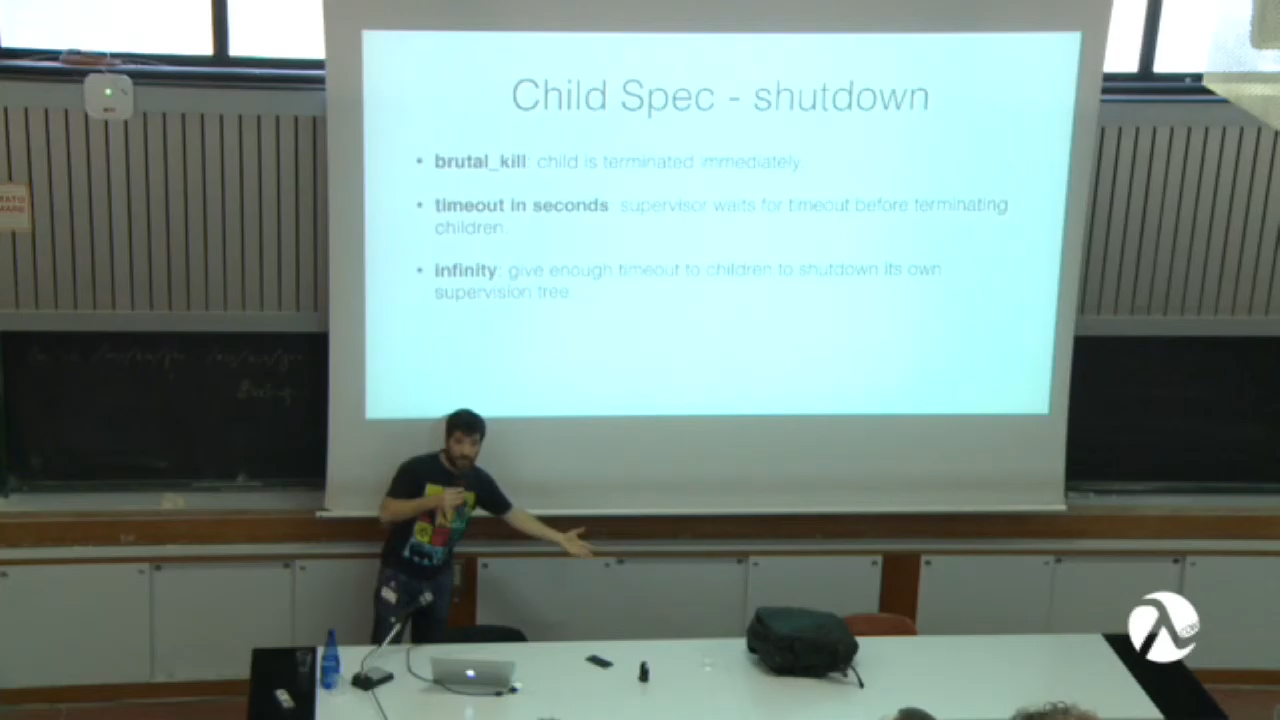 Child Spec - shutdown
• brutal_kill: child is terminated immediately.
• timeout in seconds: supervisor waits for timeout before terminating
children.
• infinity: give enough timeout to children to shutdown its own
supervision tree.